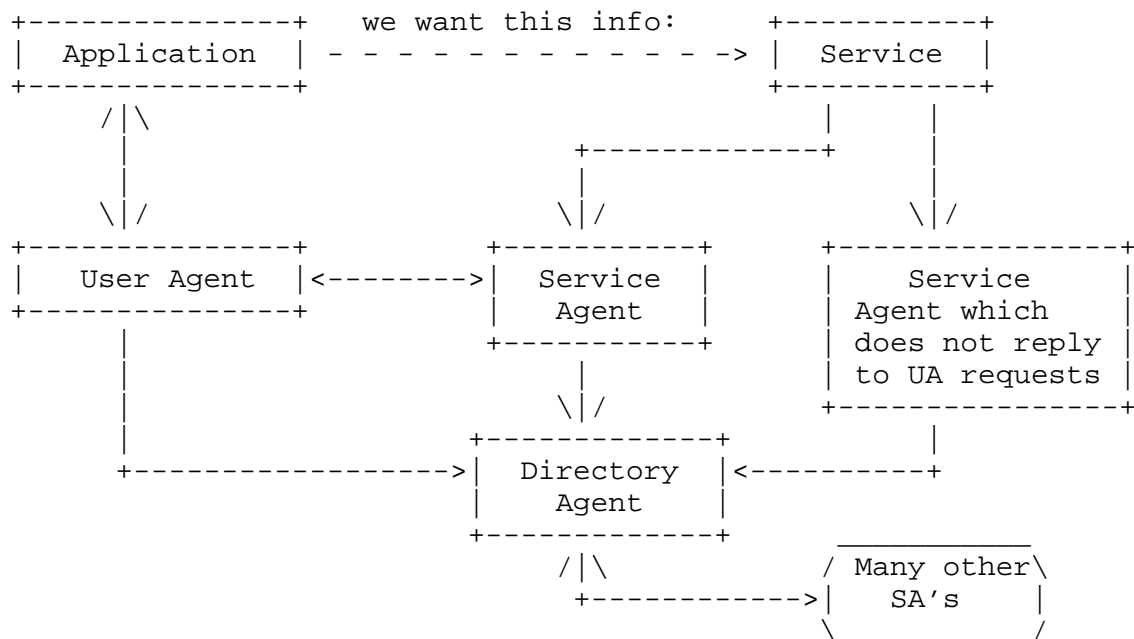 we want this info:
Application
Service
User Agent
Service
Agent
Service
Agent which
does not reply
to UA requests
Directory
Agent
Many other
SA's